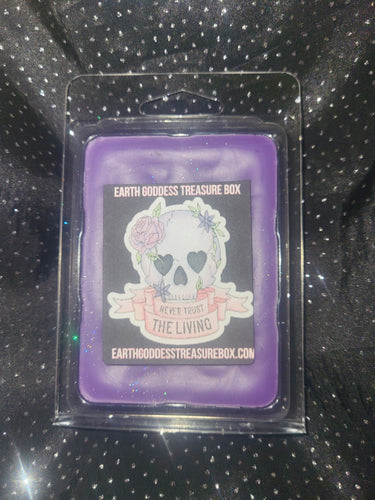 EARTH GODDESS TREASURE BOX
NEVER TRUST
THE LIVING
EARTHGODDESSTREASUREBOX.COM